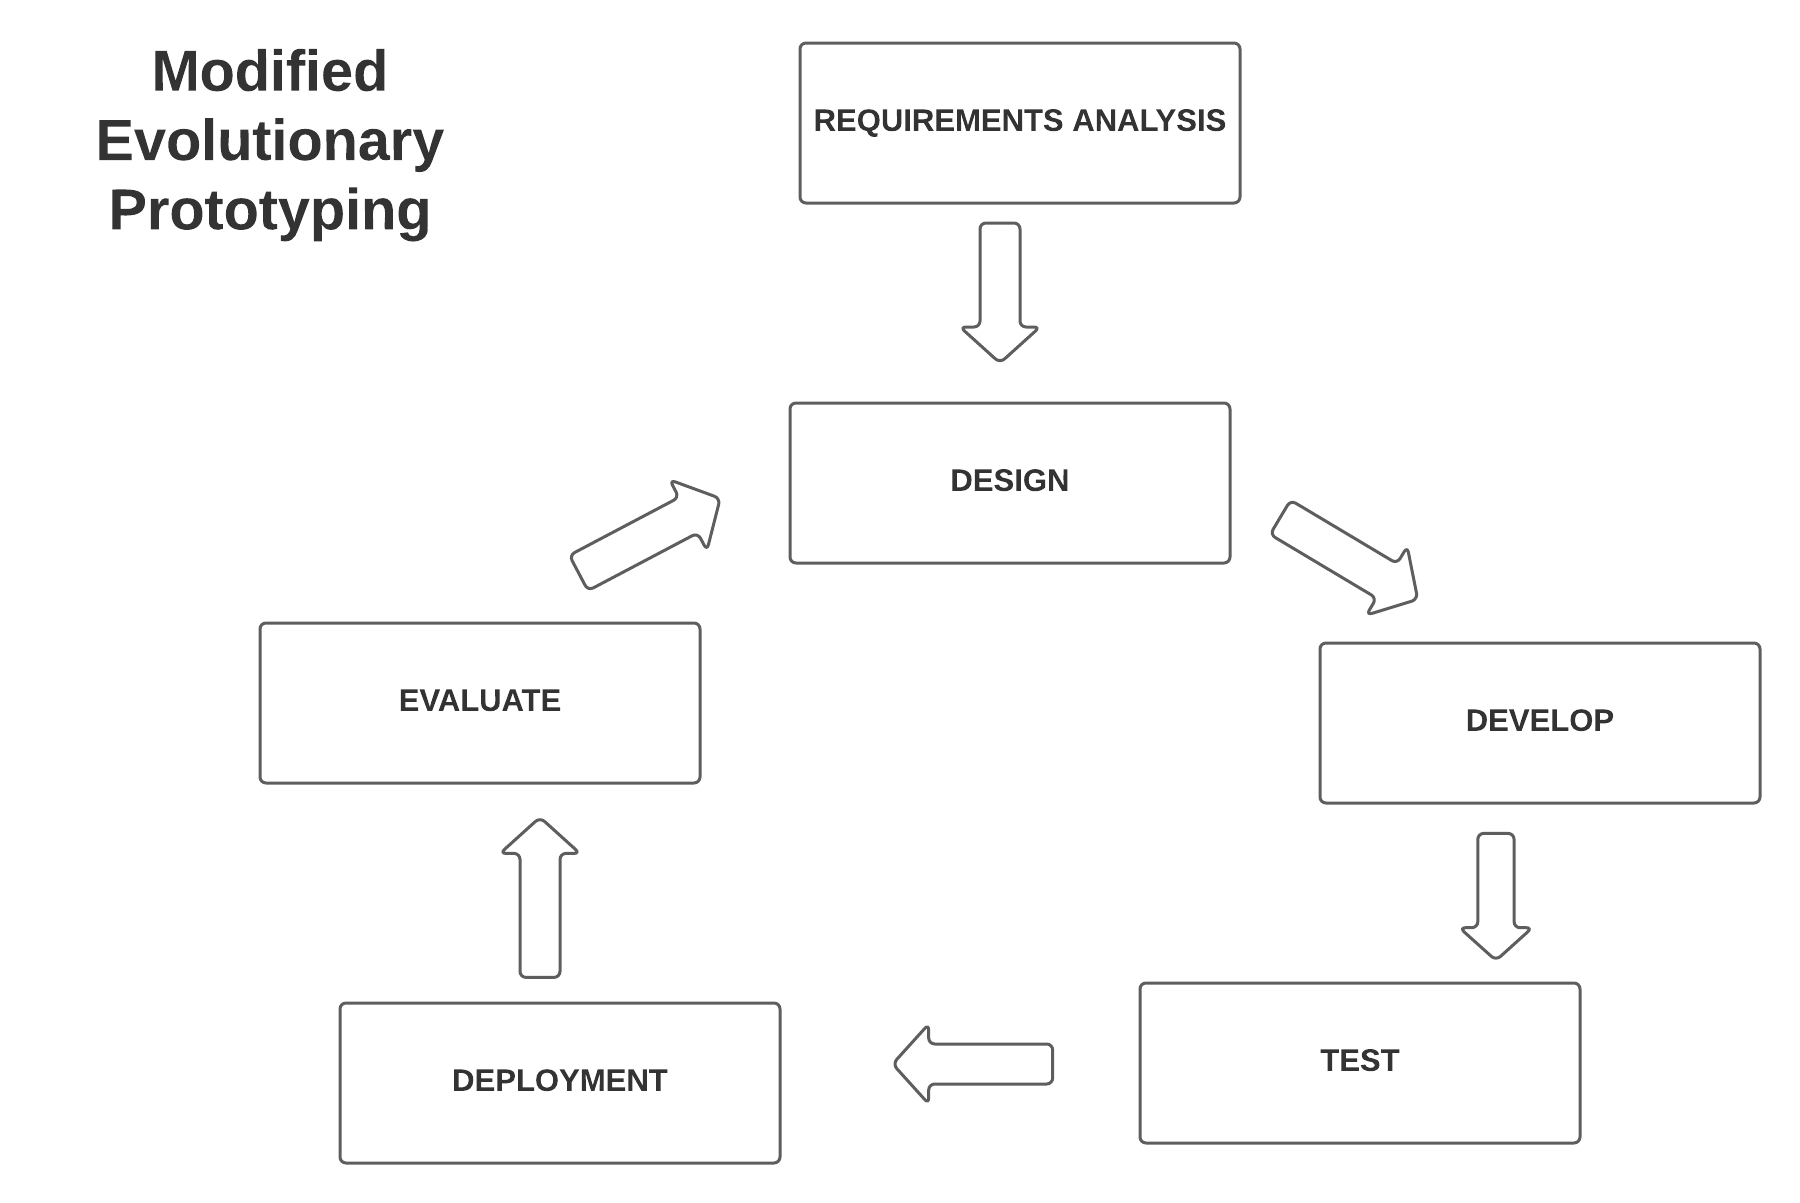 Modified
Evolutionary
Prototyping
REQUIREMENTS ANALYSIS
DESIGN
EVALUATE
DEVELOP
DEPLOYMENT
TEST